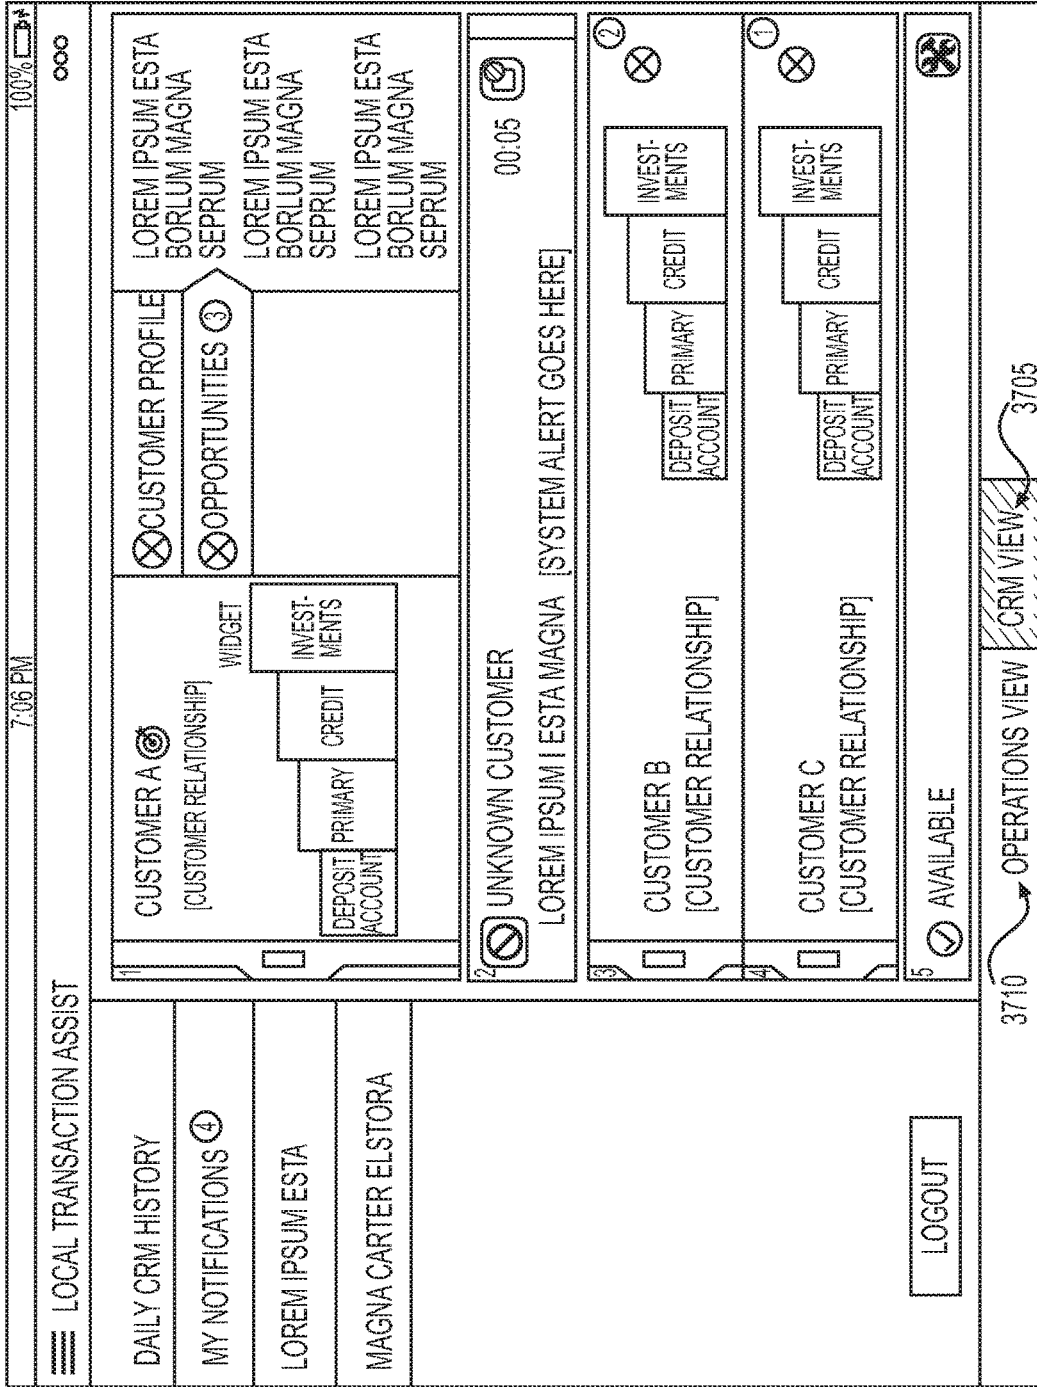 7:06 PM
100%
LOCAL TRANSACTION ASSIST
DAILY CRM HISTORY
MY NOTIFICATIONS 4
LOREM IPSUM ESTA
MAGNA CARTER ELSTORA
LOGOUT
1
CUSTOMER A
[CUSTOMER RELATIONSHIP]
WIDGET
DEPOSIT
ACCOUNT
PRIMARY
CREDIT
INVEST-
MENTS
CUSTOMER PROFILE
OPPORTUNITIES 3
LOREM IPSUM ESTA
BORLUM MAGNA
SEPRUM
LOREM IPSUM ESTA
BORLUM MAGNA
SEPRUM
LOREM IPSUM ESTA
BORLUM MAGNA
SEPRUM
2
UNKNOWN CUSTOMER
00:05
LOREM IPSUM I ESTA MAGNA [SYSTEM ALERT GOES HERE]
3
CUSTOMER B
[CUSTOMER RELATIONSHIP]
DEPOSIT
ACCOUNT
PRIMARY
CREDIT
INVEST-
MENTS
2
4
CUSTOMER C
[CUSTOMER RELATIONSHIP]
DEPOSIT
ACCOUNT
PRIMARY
CREDIT
INVEST-
MENTS
1
5
AVAILABLE
OPERATIONS VIEW
CRM VIEW
3710
3705